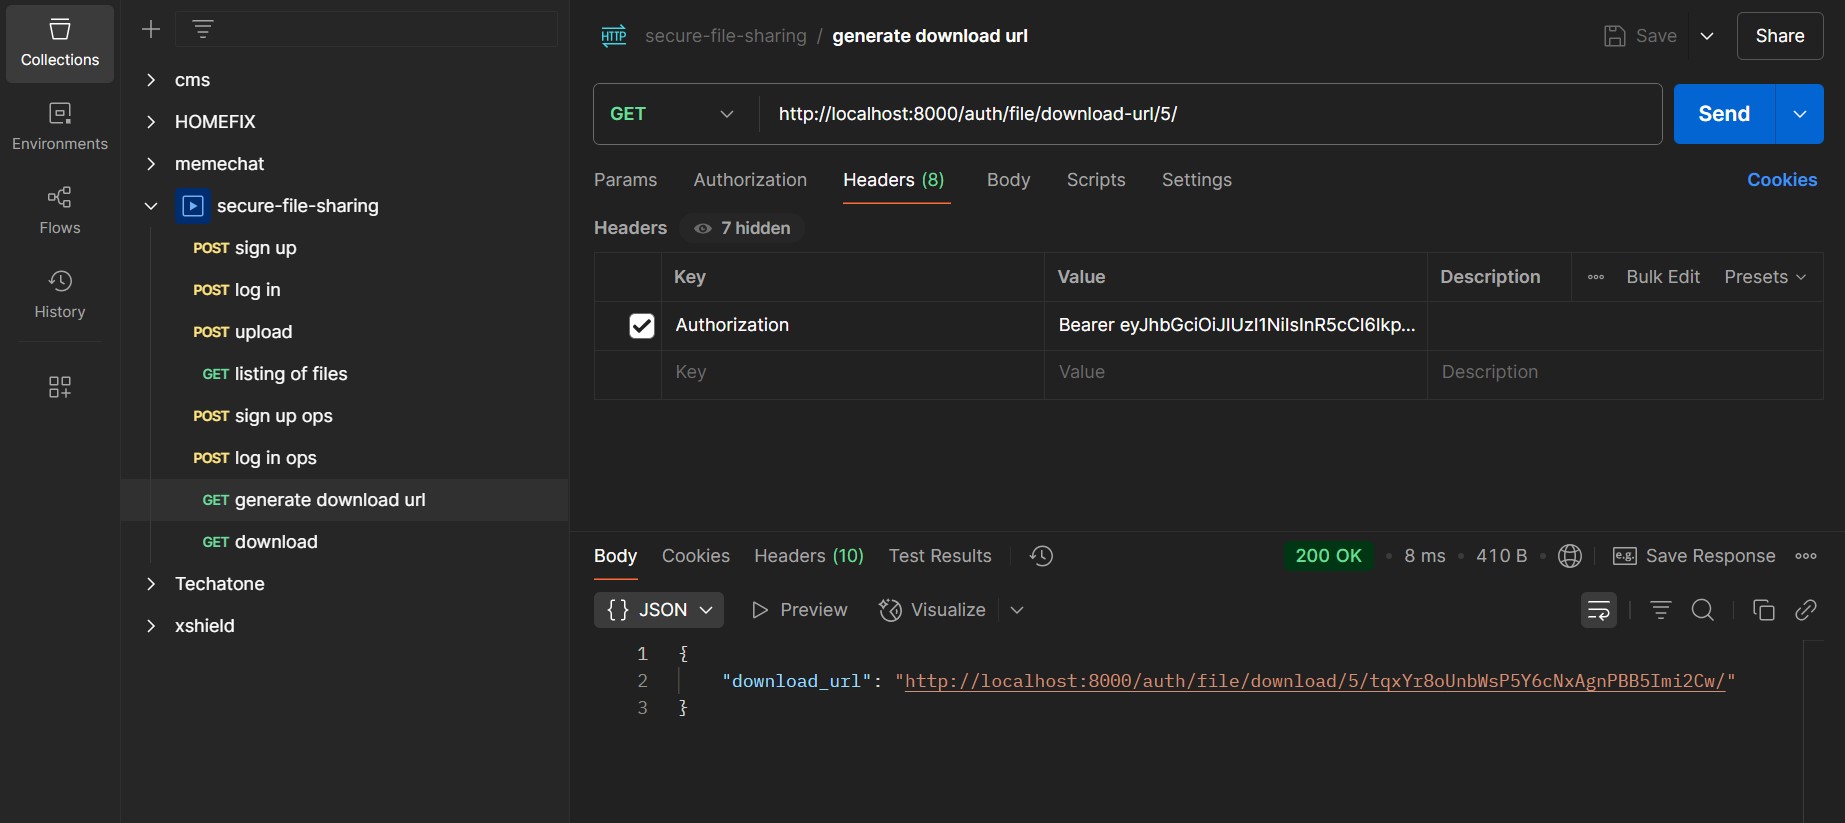 Collections
Environments
Flows
History
cms
HOMEFIX
memechat
secure-file-sharing
POST sign up
POST log in
POST upload
GET listing of files
POST sign up ops
POST log in ops
GET generate download url
GET download
Techatone
xshield
HTTP secure-file-sharing / generate download url
Save
Share
GET http://localhost:8000/auth/file/download-url/5/
Send
Params Authorization Headers (8) Body Scripts Settings Cookies
Headers 7 hidden
Key Value Description Bulk Edit Presets
Authorization Bearer eyJhbGciOiJIUzI1NiIsInR5cCI6Ikp...
Key Value Description
Body Cookies Headers (10) Test Results 200 OK • 8 ms • 410 B • e.g. Save Response
{} JSON Preview Visualize
1 {
2 "download_url": "http://localhost:8000/auth/file/download/5/tqxYr8oUnbWsP5Y6cNxAgnPBB5Imi2Cw/"
3 }